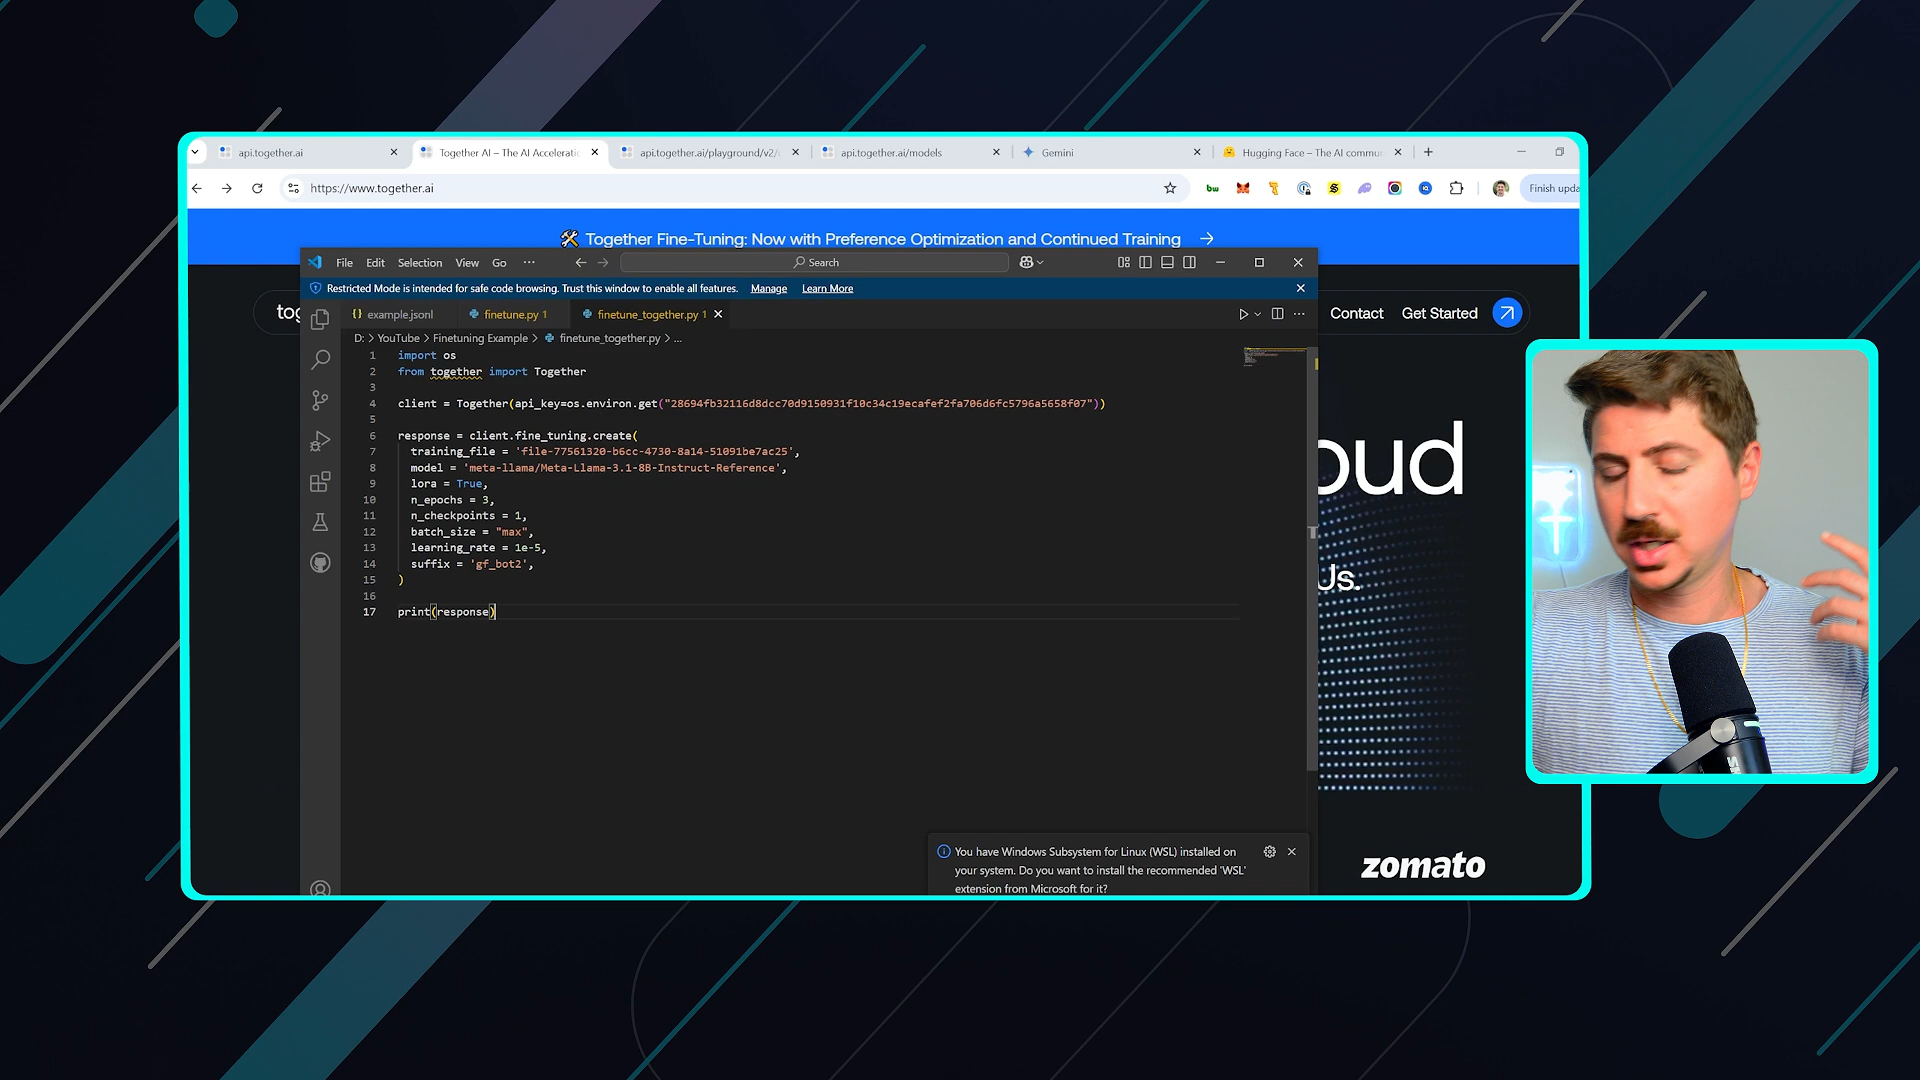 api.together.ai
Together AI – The AI Accelerati
api.together.ai/playground/v2/
api.together.ai/models
Gemini
Hugging Face – The AI commu
https://www.together.ai
bw
Finish upda
Together Fine-Tuning: Now with Preference Optimization and Continued Training
File Edit Selection View Go ...
Search
Restricted Mode is intended for safe code browsing. Trust this window to enable all features. Manage Learn More
tog
Contact
Get Started
{} example.jsonl
finetune.py 1
finetune_together.py 1
D: > YouTube > Finetuning Example > finetune_together.py > ...
1 import os
2 from together import Together
3
4 client = Together(api_key=os.environ.get("28694fb32116d8dcc70d9150931f10c34c19ecafef2fa706d6fc5796a5658f07"))
5
6 response = client.fine_tuning.create(
7 training_file = 'file-77561320-b6cc-4730-8a14-51091be7ac25',
8 model = 'meta-llama/Meta-Llama-3.1-8B-Instruct-Reference',
9 lora = True,
10 n_epochs = 3,
11 n_checkpoints = 1,
12 batch_size = "max",
13 learning_rate = 1e-5,
14 suffix = 'gf_bot2',
15 )
16
17 print(response)
oud
Us.
You have Windows Subsystem for Linux (WSL) installed on
your system. Do you want to install the recommended 'WSL'
extension from Microsoft for it?
zomato